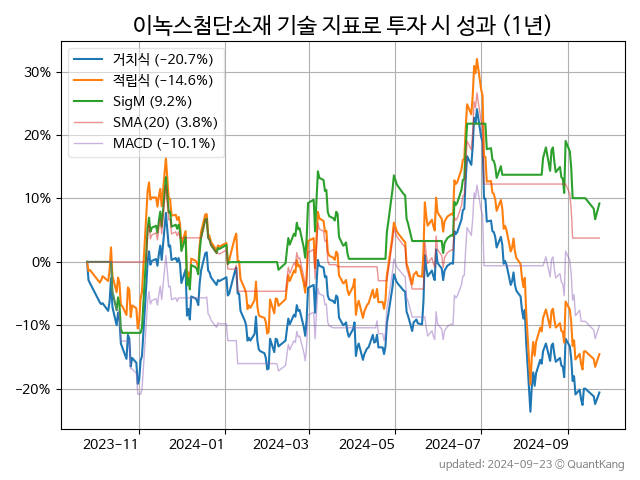 이녹스첨단소재 기술 지표로 투자 시 성과 (1년)
거치식 (-20.7%)
적립식 (-14.6%)
SigM (9.2%)
SMA(20) (3.8%)
MACD (-10.1%)
30%
20%
10%
0%
-10%
-20%
2023-11 2024-01 2024-03 2024-05 2024-07 2024-09
updated: 2024-09-23 © QuantKang